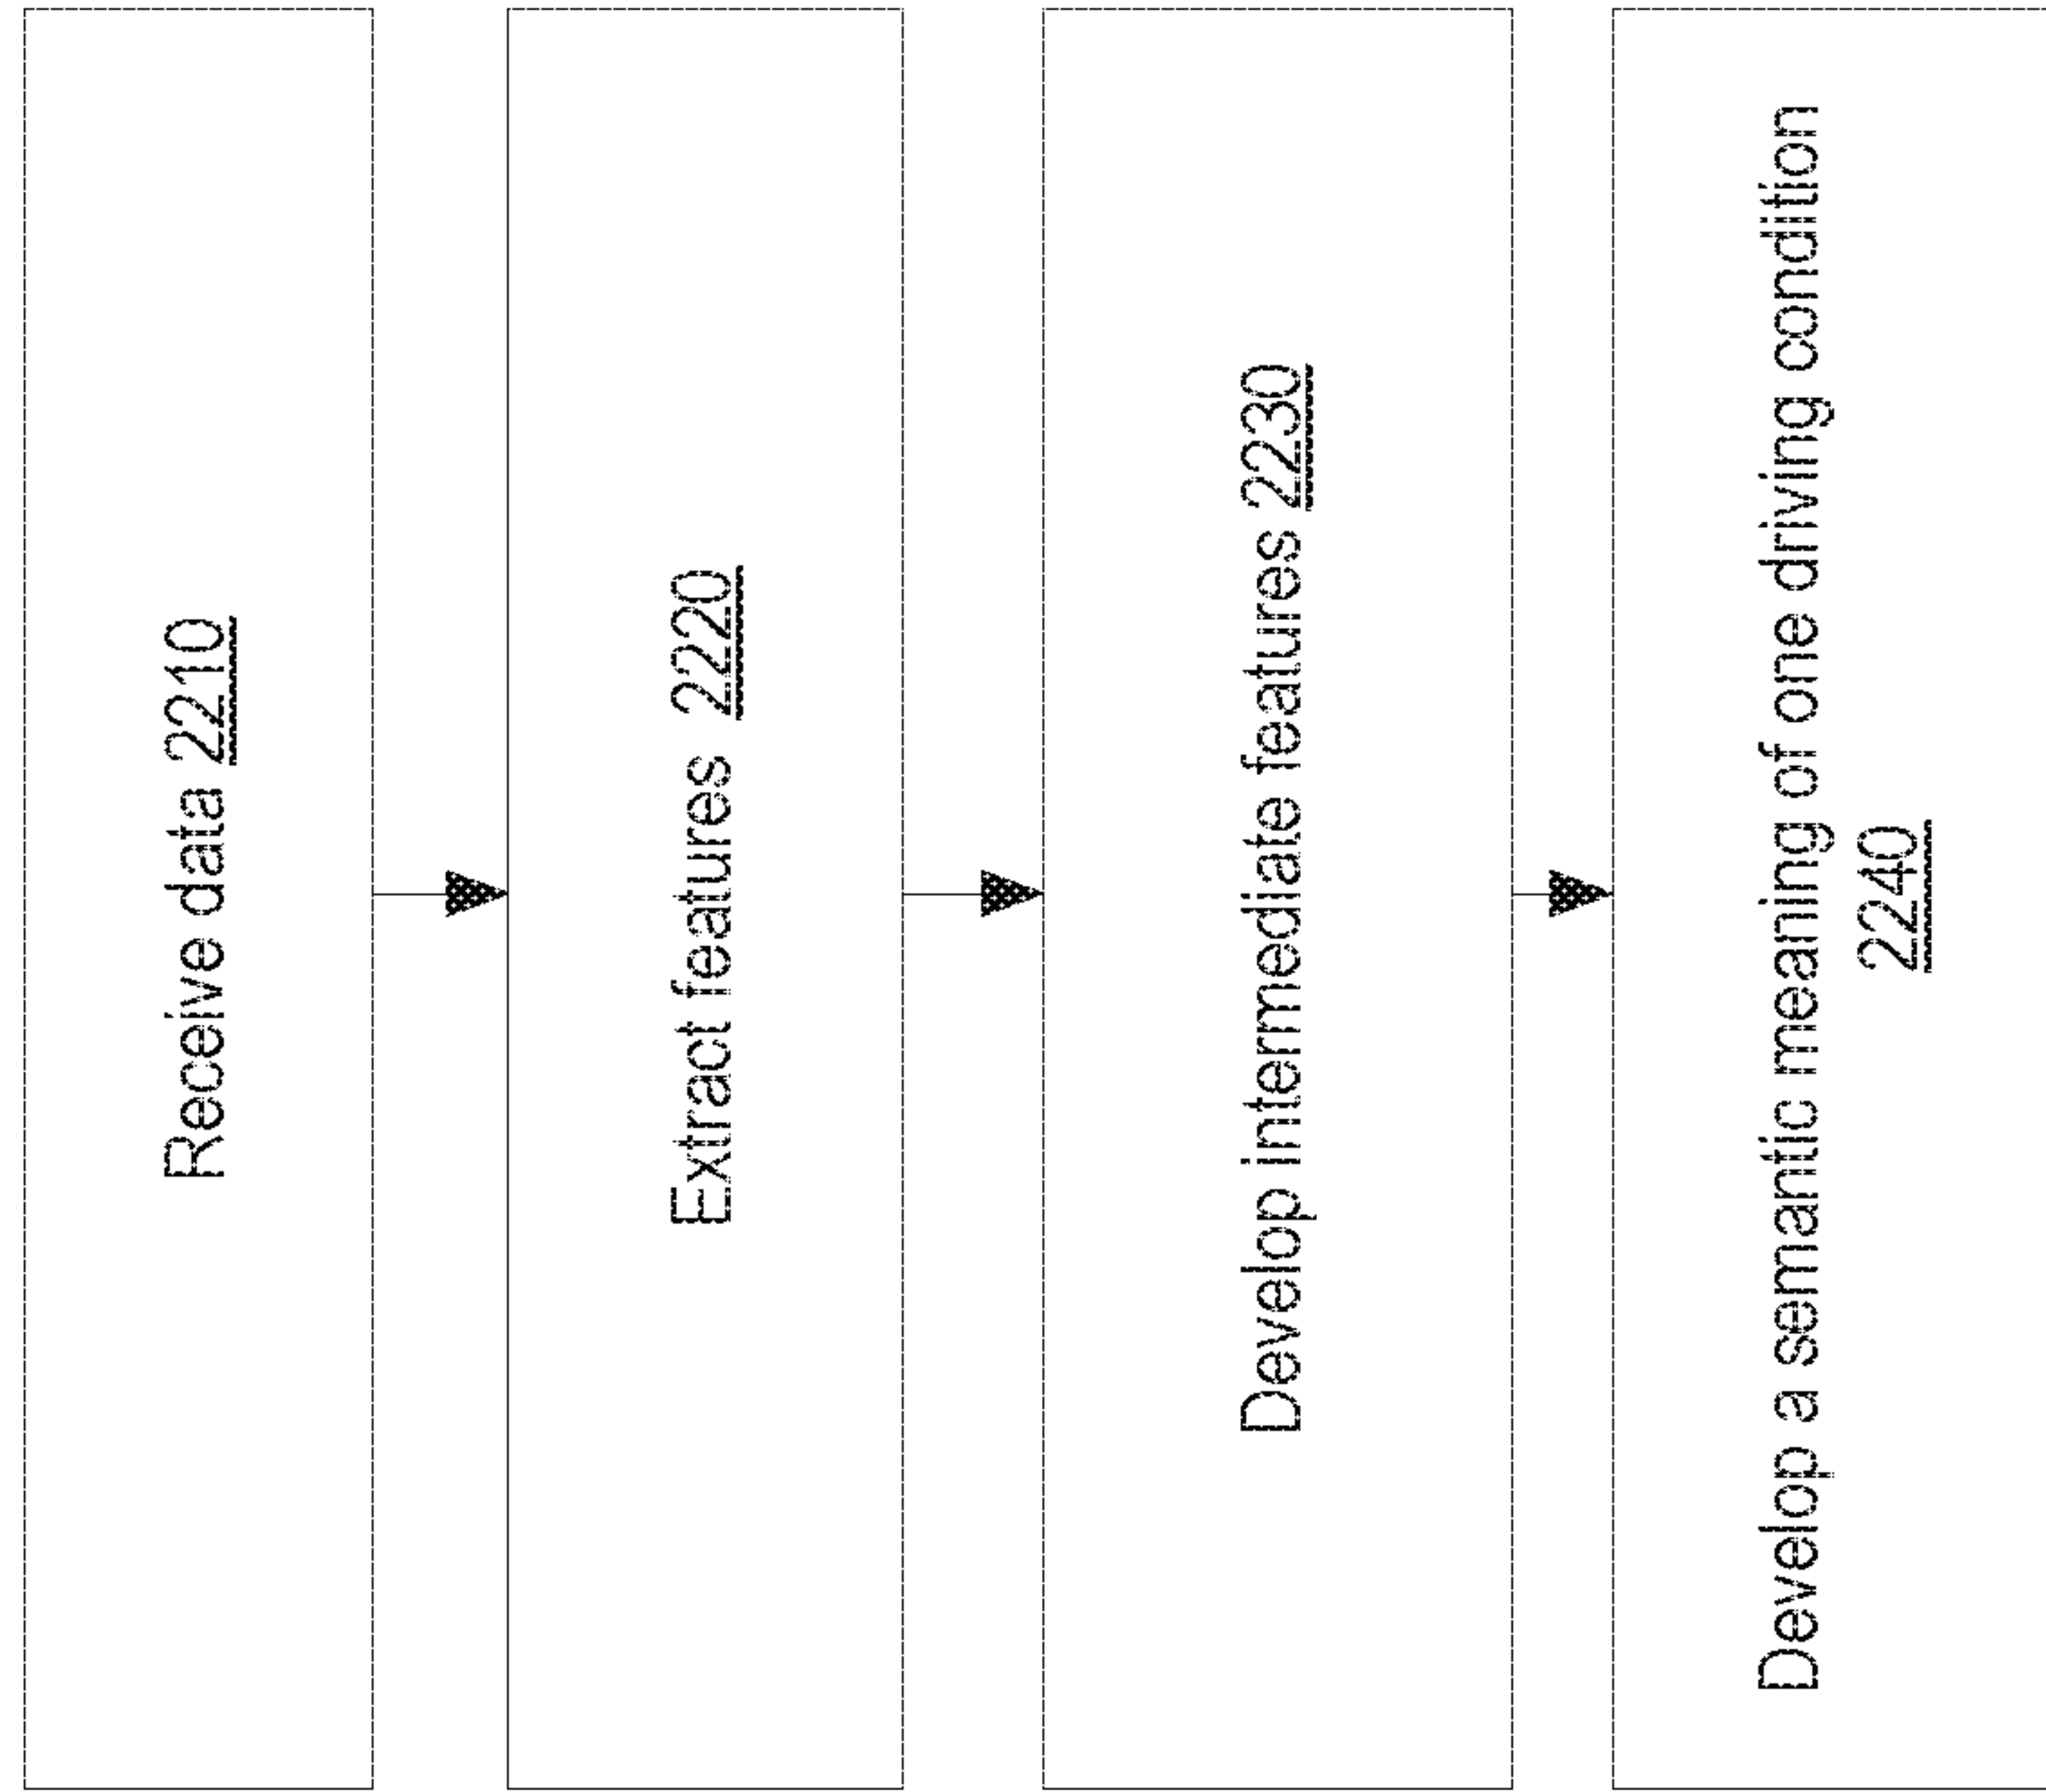 Receive data 2210
Extract features 2220
Develop intermediate features 2230
Develop a semantic meaning of one driving condition
2240